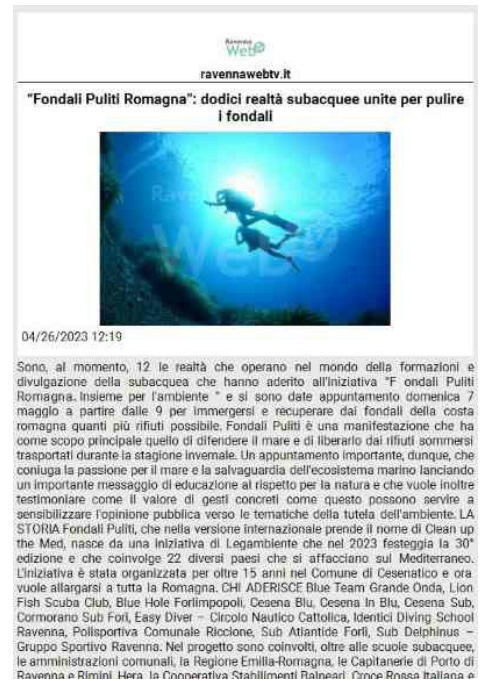 Ravenna
Web
ravennawebtv.it
"Fondali Puliti Romagna": dodici realtà subacquee unite per pulire
i fondali
Ravenna
Web
04/26/2023 12:19
Sono, al momento, 12 le realtà che operano nel mondo della formazioni e
divulgazione della subacquea che hanno aderito all'iniziativa "F ondali Puliti
Romagna. Insieme per l'ambiente " e si sono date appuntamento domenica 7
maggio a partire dalle 9 per immergersi e recuperare dai fondali della costa
romagna quanti più rifiuti possibile. Fondali Puliti è una manifestazione che ha
come scopo principale quello di difendere il mare e di liberarlo dai rifiuti sommersi
trasportati durante la stagione invernale. Un appuntamento importante, dunque, che
coniuga la passione per il mare e la salvaguardia dell'ecosistema marino lanciando
un importante messaggio di educazione al rispetto per la natura e che vuole inoltre
testimoniare come il valore di gesti concreti come questo possono servire a
sensibilizzare l'opinione pubblica verso le tematiche della tutela dell'ambiente. LA
STORIA Fondali Puliti, che nella versione internazionale prende il nome di Clean up
the Med, nasce da una iniziativa di Legambiente che nel 2023 festeggia la 30°
edizione e che coinvolge 22 diversi paesi che si affacciano sul Mediterraneo.
L'iniziativa è stata organizzata per oltre 15 anni nel Comune di Cesenatico e ora
vuole allargarsi a tutta la Romagna. CHI ADERISCE Blue Team Grande Onda, Lion
Fish Scuba Club, Blue Hole Forlimpopoli, Cesena Blu, Cesena In Blu, Cesena Sub,
Cormorano Sub Forì, Easy Diver – Circolo Nautico Cattolica, Identici Diving School
Ravenna, Polisportiva Comunale Riccione, Sub Atlantide Forlì, Sub Delphinus –
Gruppo Sportivo Ravenna. Nel progetto sono coinvolti, oltre alle scuole subacquee,
le amministrazioni comunali, la Regione Emilia-Romagna, le Capitanerie di Porto di
Ravenna e Rimini, Hera, la Cooperativa Stabilimenti Balneari, Croce Rossa Italiana e